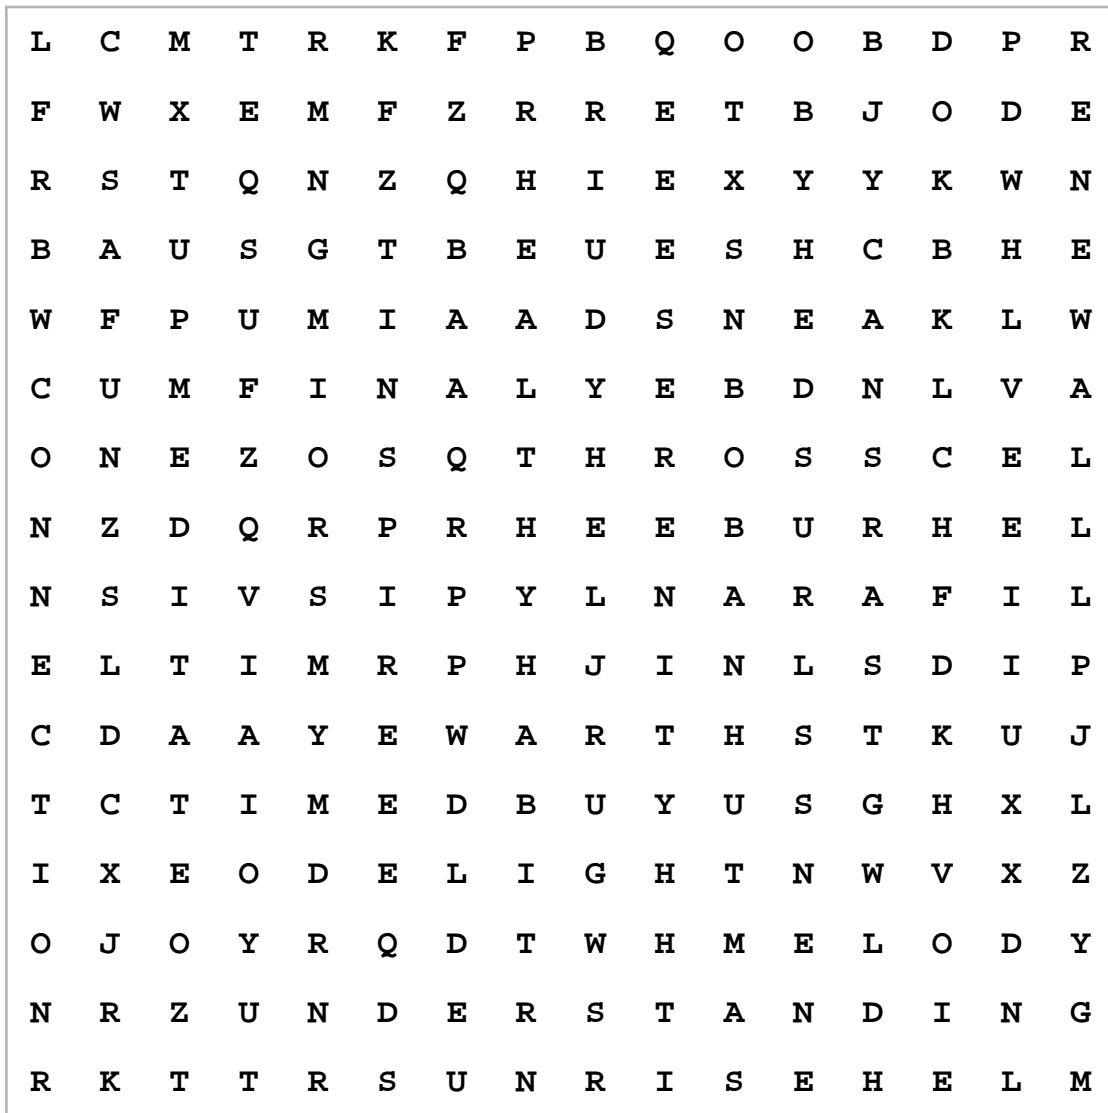 L C M T R K F P B Q O O B D P R
F W X E M F Z R R E T B J O D E
R S T Q N Z Q H I E X Y Y K W N
B A U S G T B E U E S H C B H E
W F P U M I A A D S N E A K L W
C U M F I N A L Y E B D N L V A
O N E Z O S Q T H R O S S C E L
N Z D Q R P R H E E B U R H E L
N S I V S I P Y L N A R A F I L
E L T I M R P H J I N L S D I P
C D A A Y E W A R T H S T K U J
T C T I M E D B U Y U S G H X L
I X E O D E L I G H T N W V X Z
O J O Y R Q D T W H M E L O D Y
N R Z U N D E R S T A N D I N G
R K T T R S U N R I S E H E L M